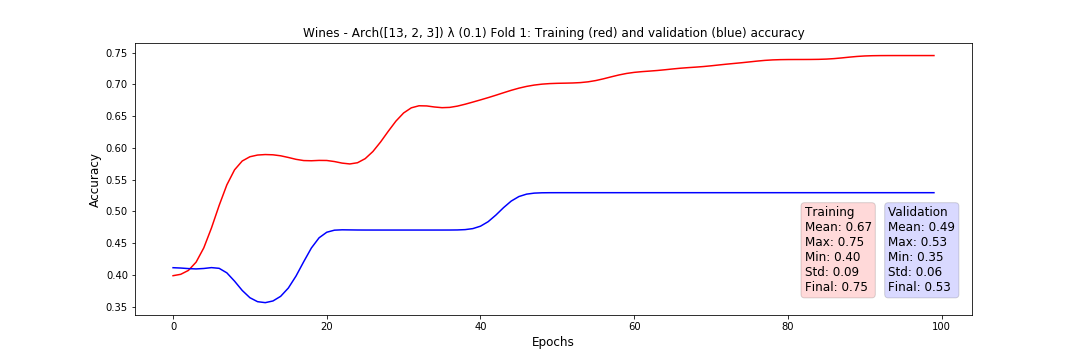 Wines - Arch([13, 2, 3]) λ (0.1) Fold 1: Training (red) and validation (blue) accuracy
Accuracy
0.75
0.70
0.65
0.60
0.55
0.50
0.45
0.40
0.35
Training
Mean: 0.67
Max: 0.75
Min: 0.40
Std: 0.09
Final: 0.75
Validation
Mean: 0.49
Max: 0.53
Min: 0.35
Std: 0.06
Final: 0.53
0
20
40
60
80
100
Epochs